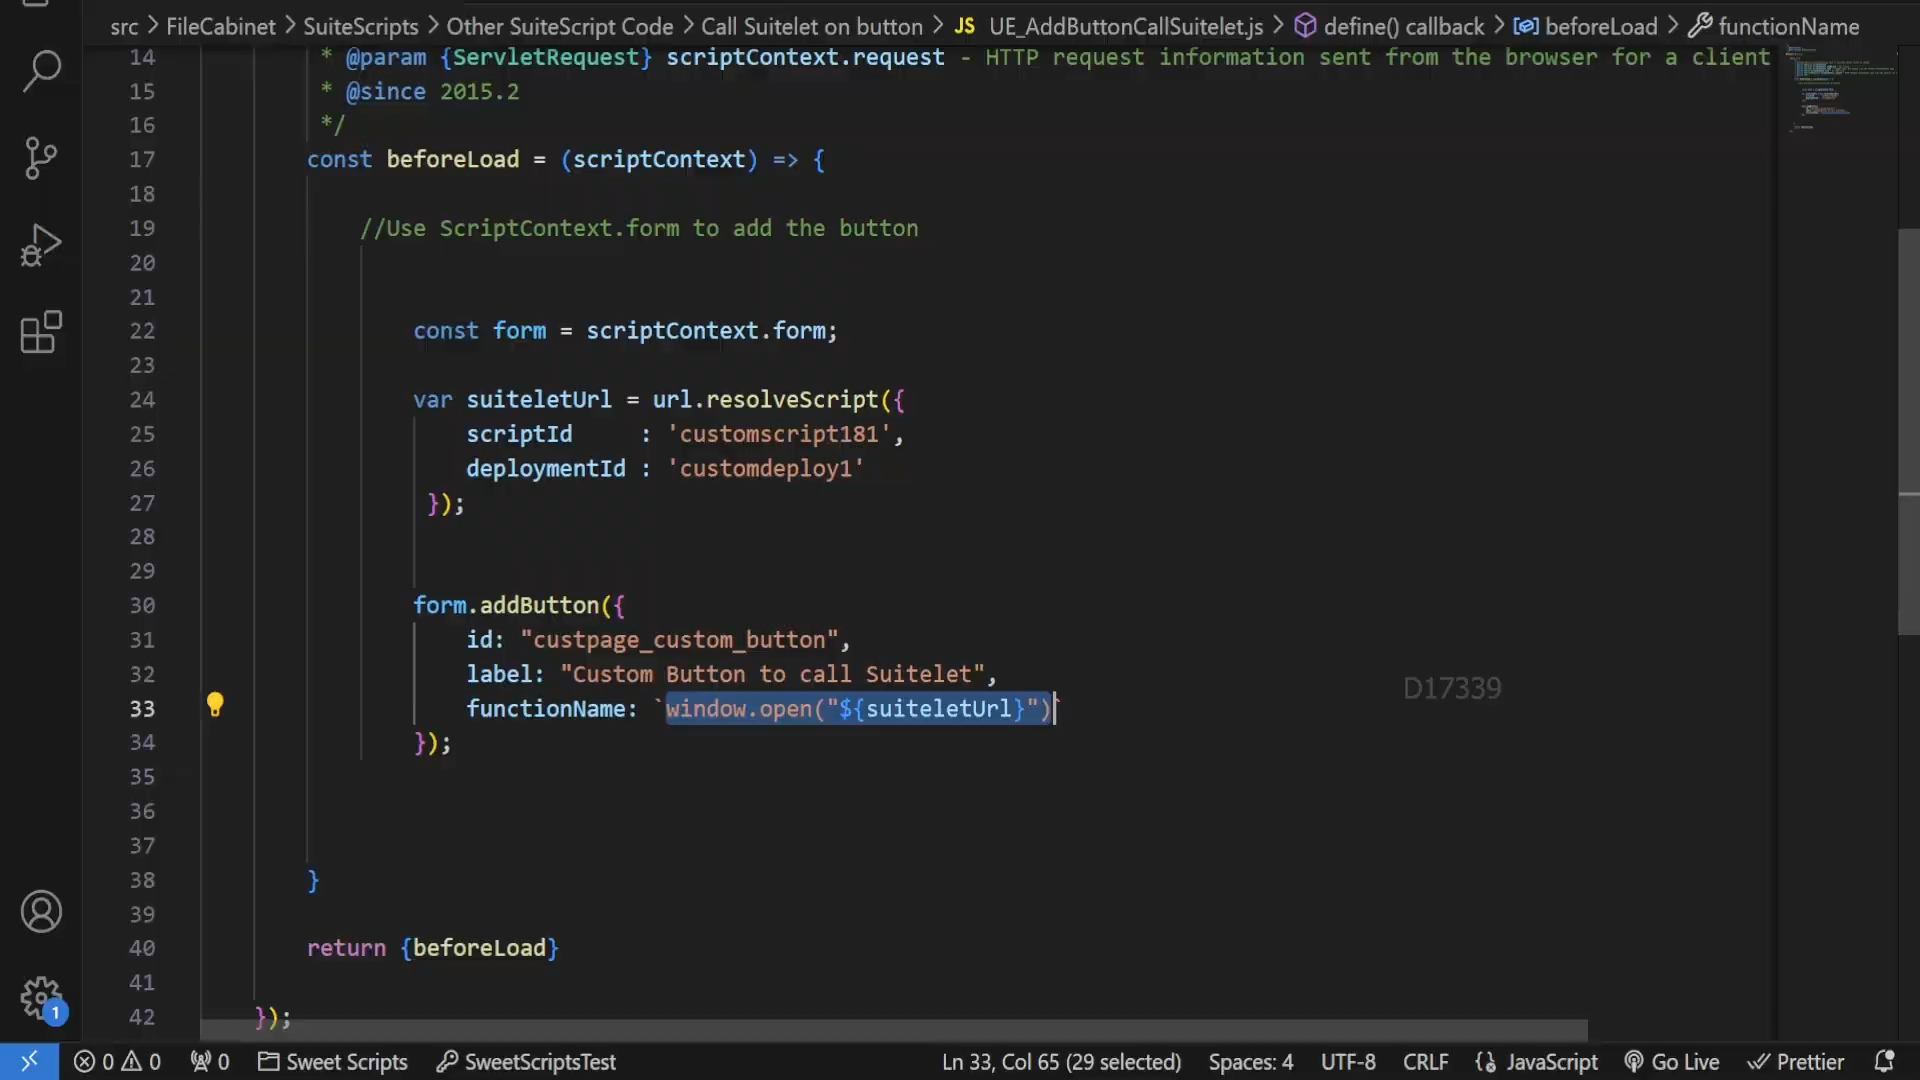 src > FileCabinet > SuiteScripts > Other SuiteScript Code > Call Suitelet on button > JS UE_AddButtonCallSuitelet.js > define() callback > beforeLoad > functionName
14 * @param {ServletRequest} scriptContext.request - HTTP request information sent from the browser for a client
15 * @since 2015.2
16 */
17 const beforeLoad = (scriptContext) => {
18
19 //Use ScriptContext.form to add the button
20
21
22 const form = scriptContext.form;
23
24 var suiteletUrl = url.resolveScript({
25 scriptId : 'customscript181',
26 deploymentId : 'customdeploy1'
27 });
28
29
30 form.addButton({
31 id: "custpage_custom_button",
32 label: "Custom Button to call Suitelet",
33 functionName: `window.open("${suiteletUrl}")`
34 });
35
36
37
38 }
39
40 return {beforeLoad}
41
42 });
D17339
1
0 0 0 Sweet Scripts SweetScriptsTest Ln 33, Col 65 (29 selected) Spaces: 4 UTF-8 CRLF JavaScript Go Live Prettier